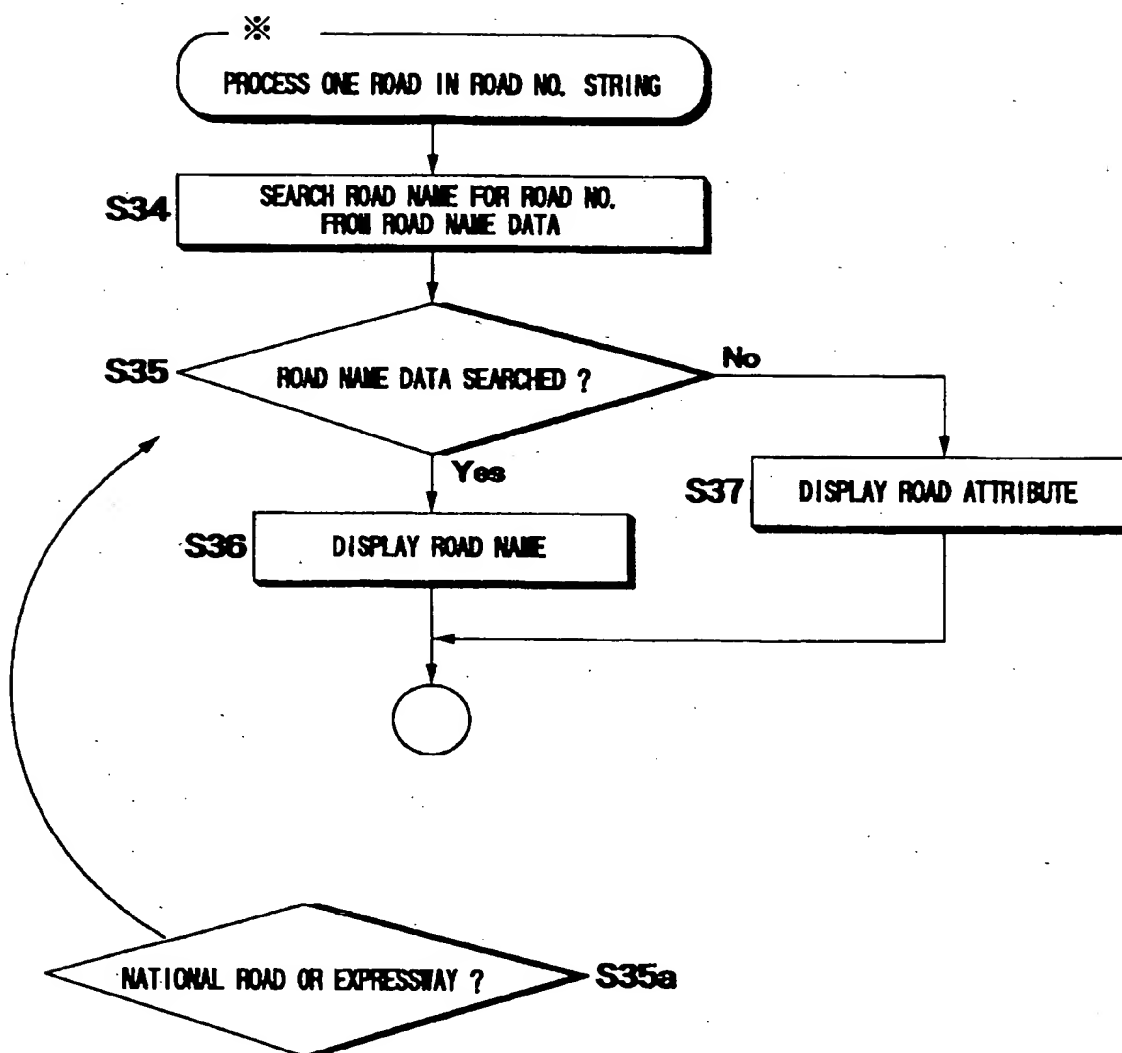 ※
PROCESS ONE ROAD IN ROAD NO. STRING
S34
SEARCH ROAD NAME FOR ROAD NO.
FROM ROAD NAME DATA
S35
ROAD NAME DATA SEARCHED ?
No
Yes
S36
DISPLAY ROAD NAME
S37
DISPLAY ROAD ATTRIBUTE
NATIONAL ROAD OR EXPRESSWAY ?
S35a